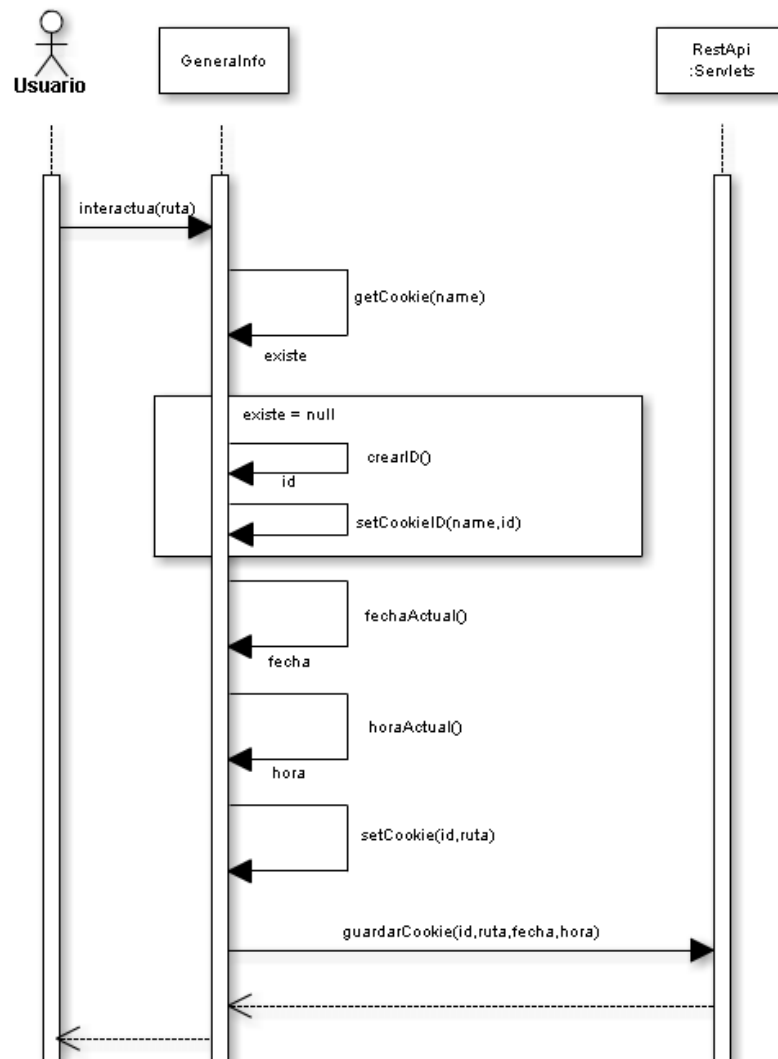 Usuario
GeneraInfo
RestApi
:Servlets
interactua(ruta)
getCookie(name)
existe
existe = null
crearID()
id
setCookieID(name,id)
fechaActual()
fecha
horaActual()
hora
setCookie(id,ruta)
guardarCookie(id,ruta,fecha,hora)